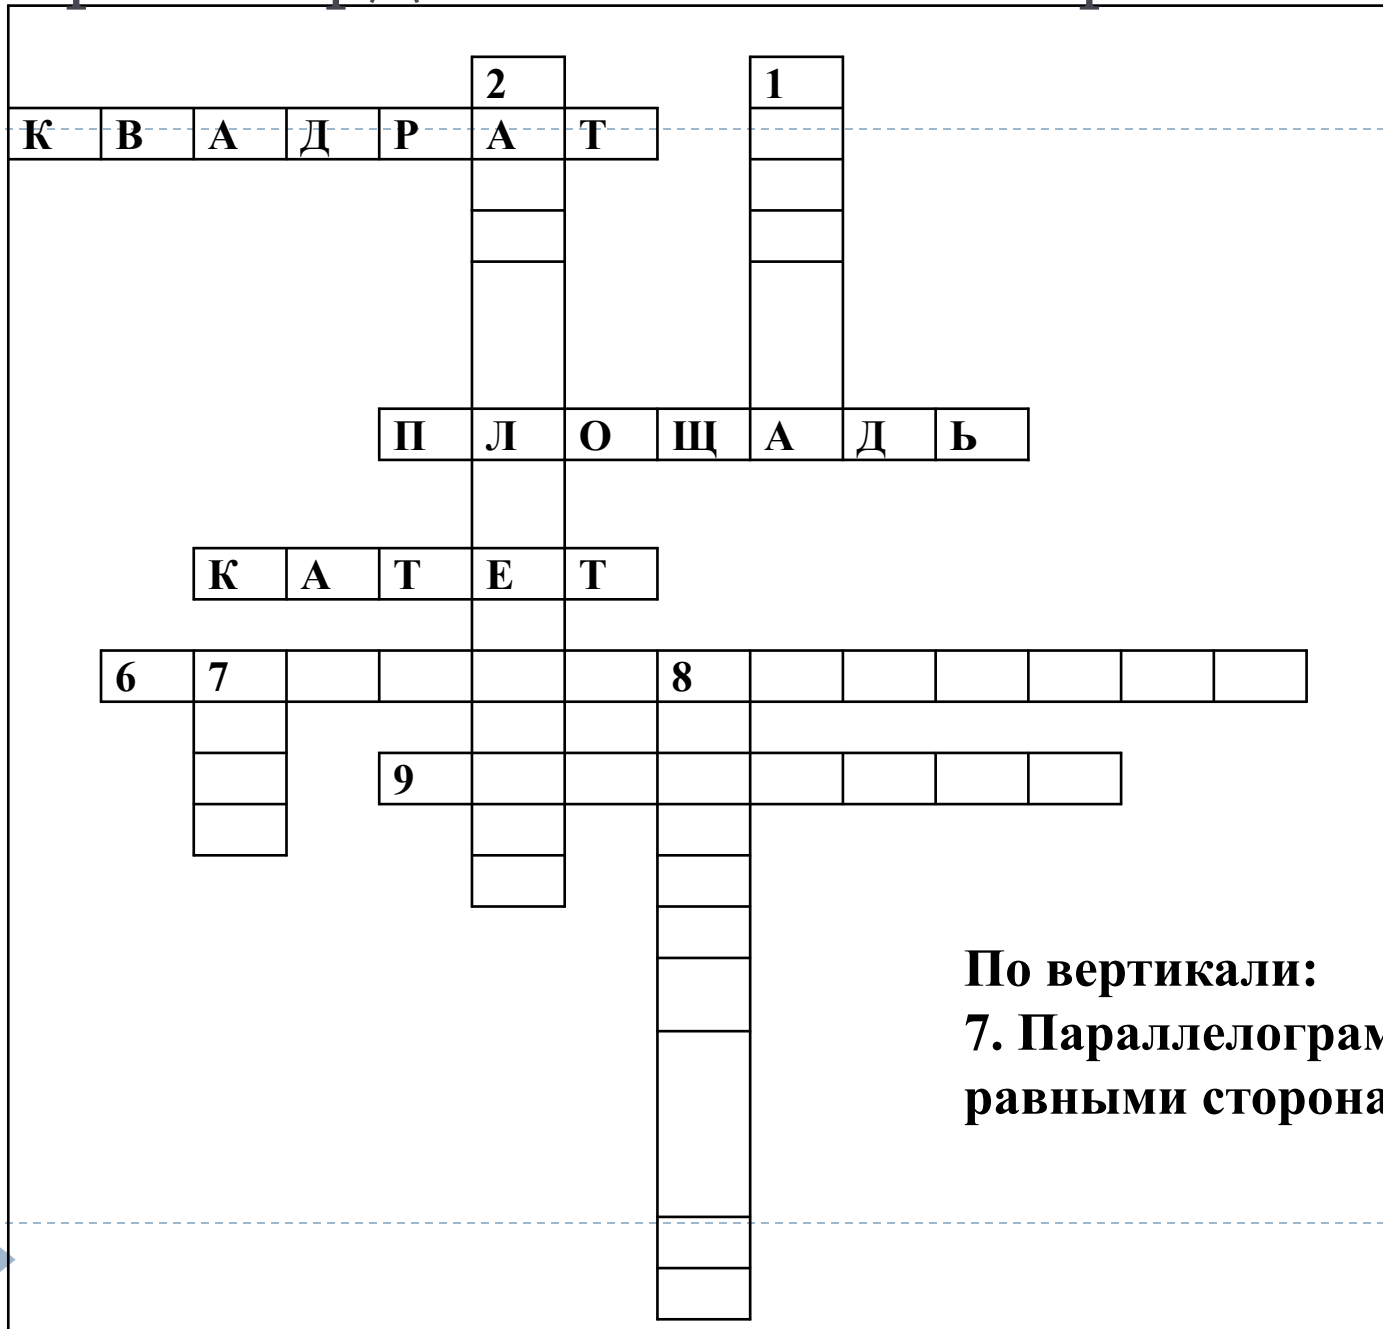 2 1
К В А Д Р А Т
П Л О Щ А Д Ь
К А Т Е Т
6 7 8
9
По вертикали:
7. Параллелограм
равными сторона